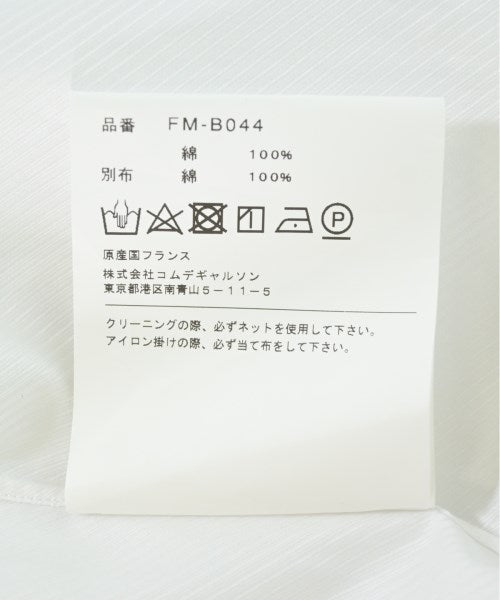 品番 FM-B044
綿 100%
別布 綿 100%
P
原産国フランス
株式会社コムデギャルソン
東京都港区南青山5-11-5
クリーニングの際、必ずネットを使用して下さい。
アイロン掛けの際、必ず当て布をして下さい。